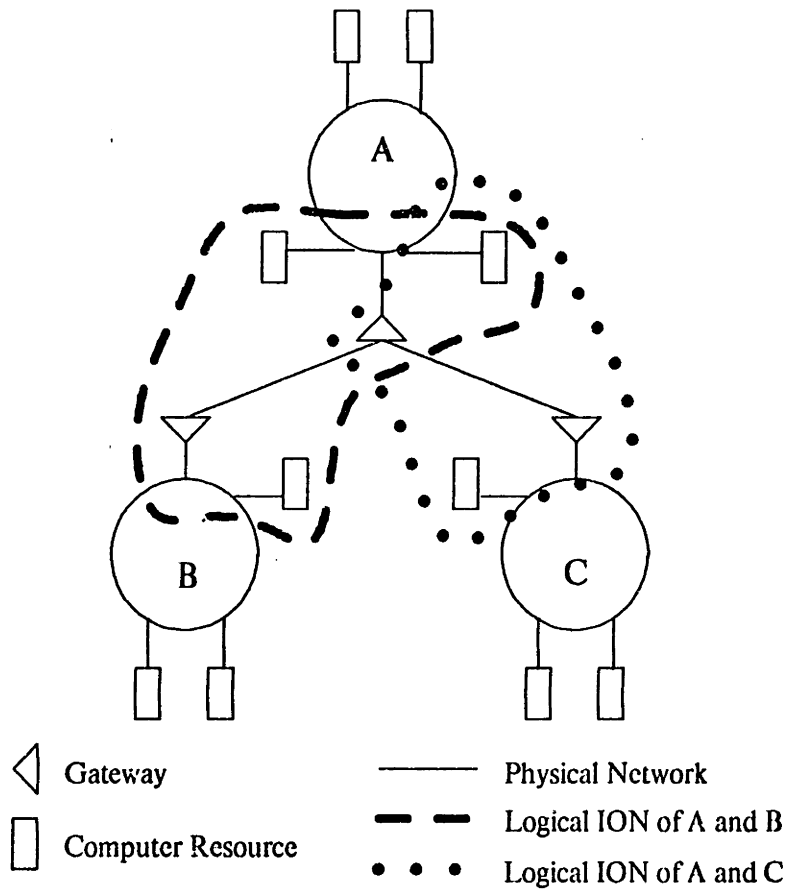 A
B
C
Gateway
Computer Resource
Physical Network
Logical ION of A and B
Logical ION of A and C